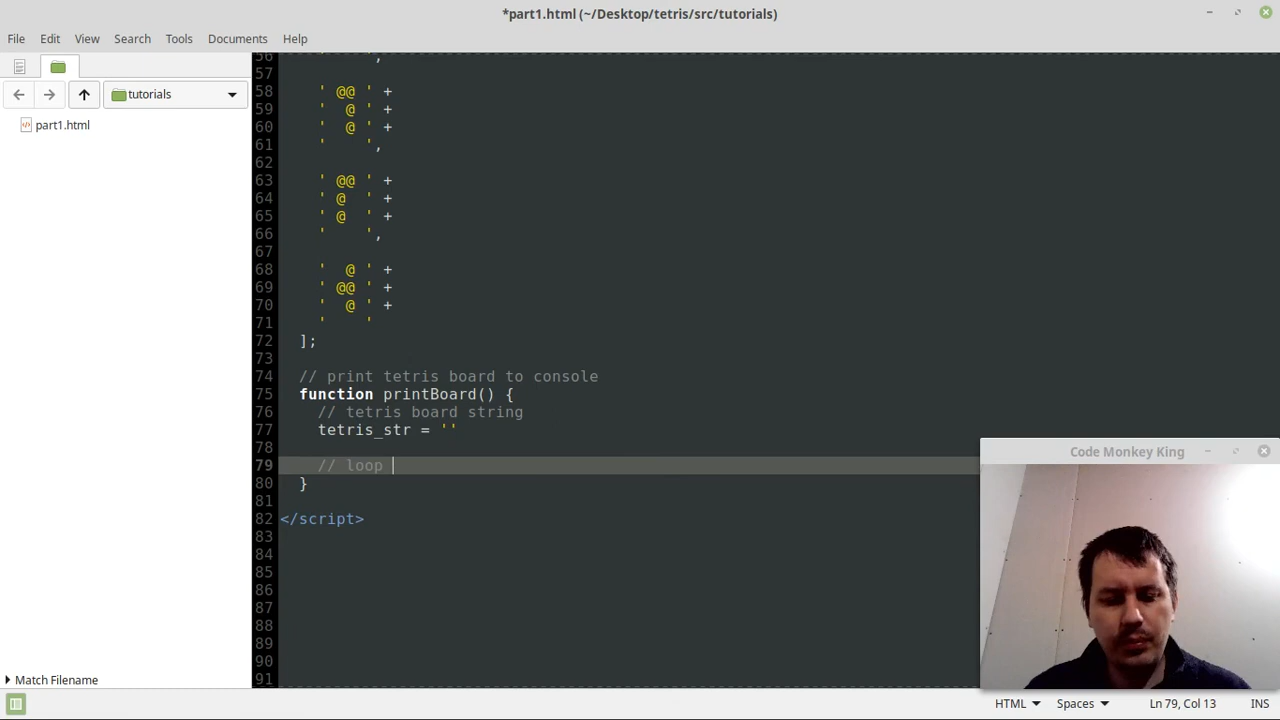 *part1.html (~/Desktop/tetris/src/tutorials)
File Edit View Search Tools Documents Help
tutorials
part1.html
56 ' ',
57
58 ' @@ ' +
59 '  @ ' +
60 '  @ ' +
61 '    ',
62
63 ' @@ ' +
64 ' @  ' +
65 ' @  ' +
66 '    ',
67
68 '  @ ' +
69 ' @@ ' +
70 '  @ ' +
71 '    '
72 ];
73
74 // print tetris board to console
75 function printBoard() {
76 // tetris board string
77 tetris_str = ''
78
79 // loop
80 }
81
82 </script>
83
84
85
86
87
88
89
90
91
Code Monkey King
Match Filename
HTML Spaces Ln 79, Col 13 INS